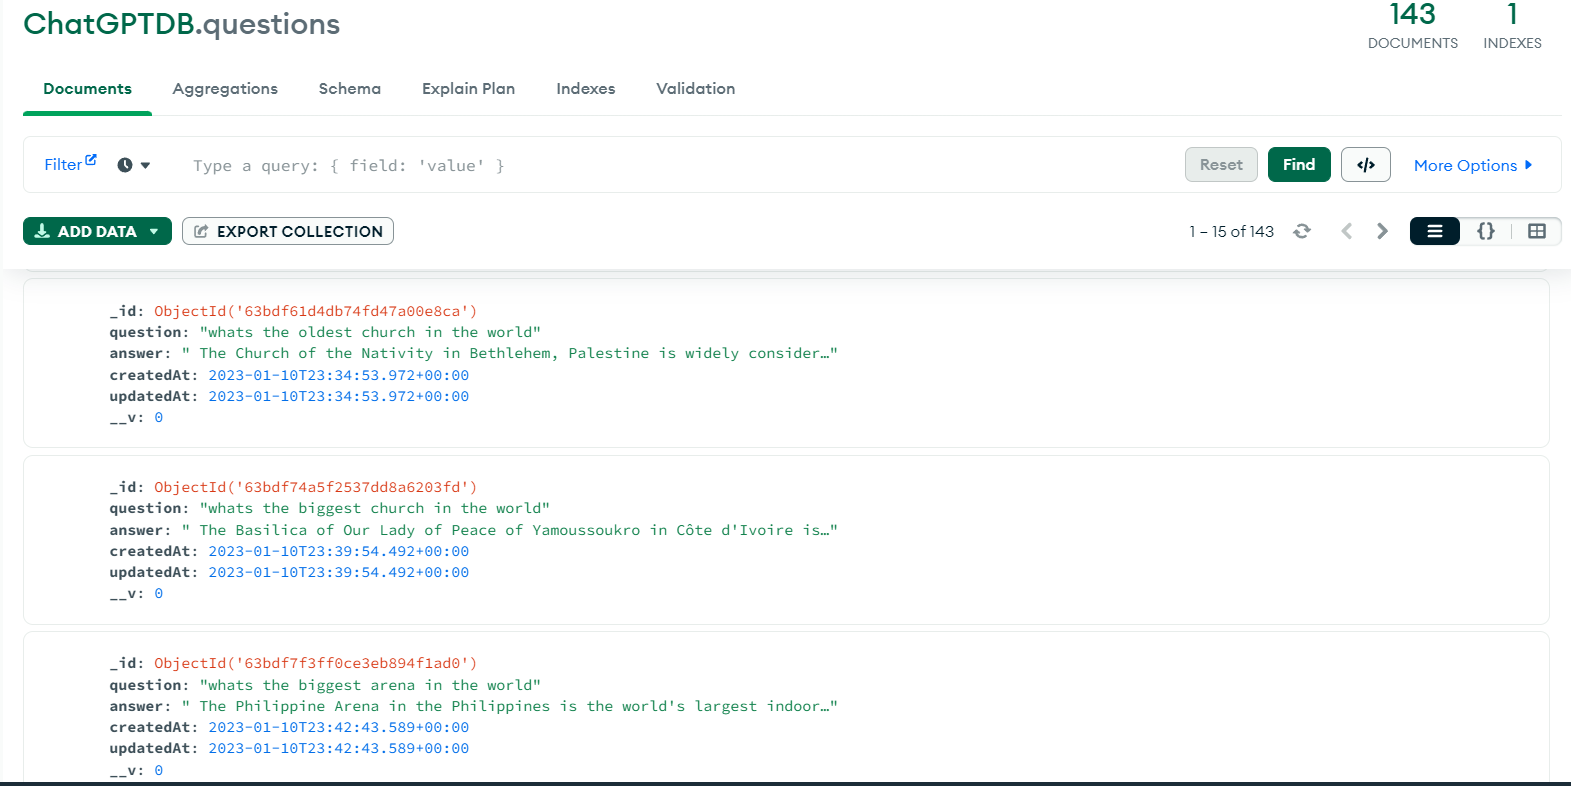 ChatGPTDB.questions
143 1
DOCUMENTS INDEXES
Documents Aggregations Schema Explain Plan Indexes Validation
Filter Type a query: { field: 'value' } Reset Find </> More Options
ADD DATA EXPORT COLLECTION 1 – 15 of 143 {}
_id: ObjectId('63bdf61d4db74fd47a00e8ca')
question: "whats the oldest church in the world"
answer: " The Church of the Nativity in Bethlehem, Palestine is widely consider…"
createdAt: 2023-01-10T23:34:53.972+00:00
updatedAt: 2023-01-10T23:34:53.972+00:00
__v: 0
_id: ObjectId('63bdf74a5f2537dd8a6203fd')
question: "whats the biggest church in the world"
answer: " The Basilica of Our Lady of Peace of Yamoussoukro in Côte d'Ivoire is…"
createdAt: 2023-01-10T23:39:54.492+00:00
updatedAt: 2023-01-10T23:39:54.492+00:00
__v: 0
_id: ObjectId('63bdf7f3ff0ce3eb894f1ad0')
question: "whats the biggest arena in the world"
answer: " The Philippine Arena in the Philippines is the world's largest indoor…"
createdAt: 2023-01-10T23:42:43.589+00:00
updatedAt: 2023-01-10T23:42:43.589+00:00
__v: 0